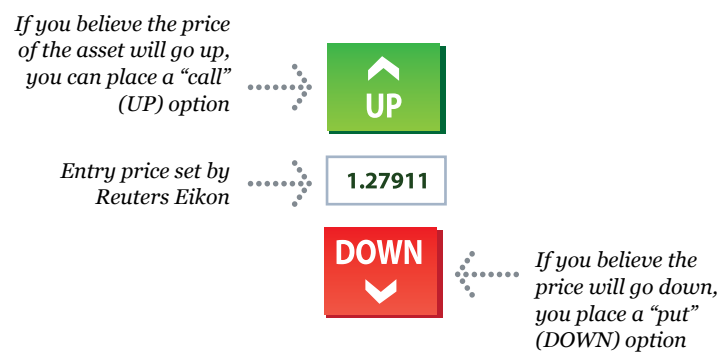 If you believe the price
of the asset will go up,
you can place a “call”
(UP) option
UP
Entry price set by
Reuters Eikon
1.27911
DOWN
If you believe the
price will go down,
you place a “put”
(DOWN) option